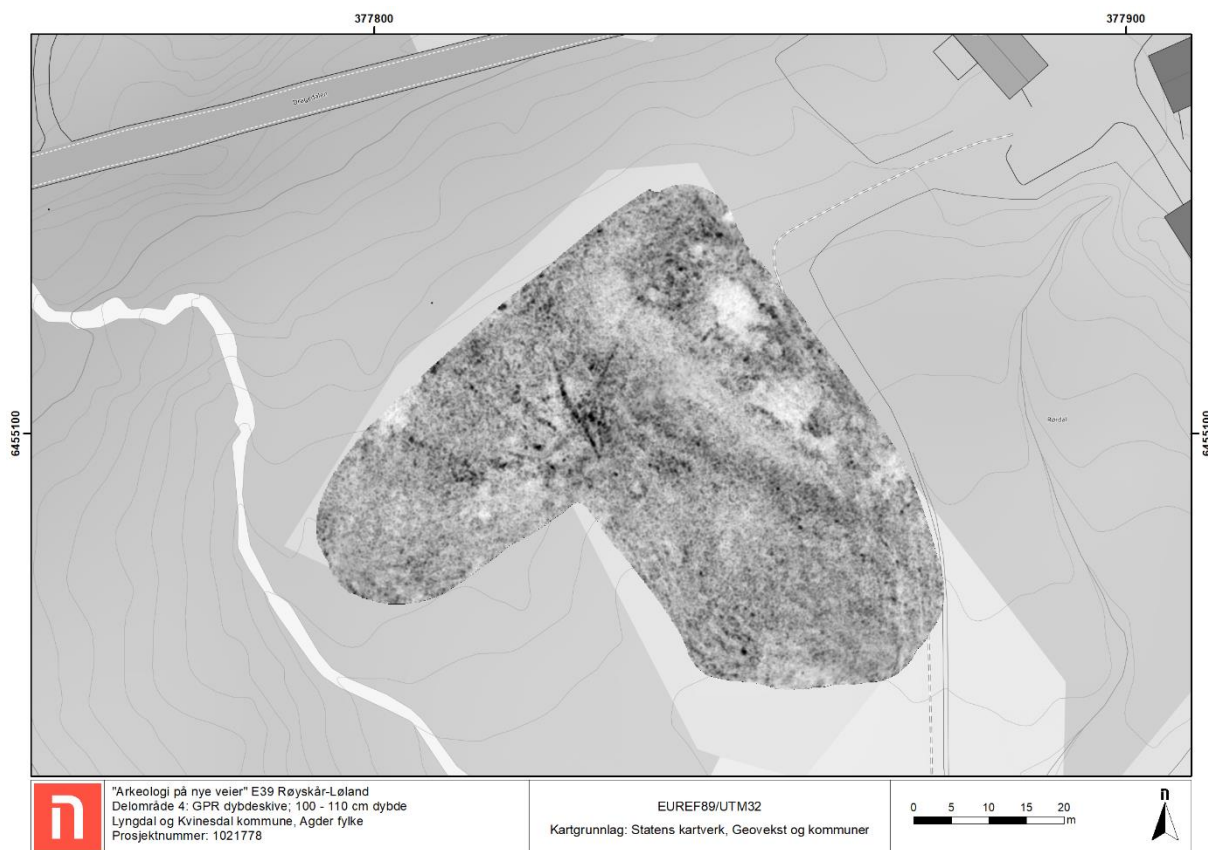 377800
377900
Drøgedalen
6455100
6455100
Rørdal
"Arkeologi på nye veier" E39 Røyskår-Løland
Delområde 4: GPR dybdeskive; 100 - 110 cm dybde
Lyngdal og Kvinesdal kommune, Agder fylke
Prosjektnummer: 1021778
EUREF89/UTM32
Kartgrunnlag: Statens kartverk, Geovekst og kommuner
0 5 10 15 20
m
n